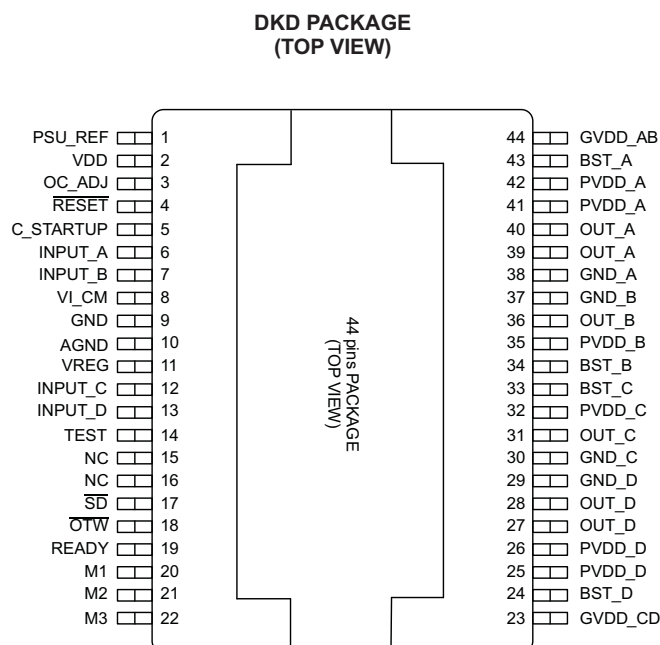 DKD PACKAGE
(TOP VIEW)
PSU_REF 1 44 GVDD_AB
VDD 2 43 BST_A
OC_ADJ 3 42 PVDD_A
RESET 4 41 PVDD_A
C_STARTUP 5 40 OUT_A
INPUT_A 6 39 OUT_A
INPUT_B 7 38 GND_A
VI_CM 8 37 GND_B
GND 9 36 OUT_B
AGND 10 35 PVDD_B
VREG 11 34 BST_B
INPUT_C 12 33 BST_C
INPUT_D 13 32 PVDD_C
TEST 14 31 OUT_C
NC 15 30 GND_C
NC 16 29 GND_D
SD 17 28 OUT_D
OTW 18 27 OUT_D
READY 19 26 PVDD_D
M1 20 25 PVDD_D
M2 21 24 BST_D
M3 22 23 GVDD_CD
44 pins PACKAGE
(TOP VIEW)